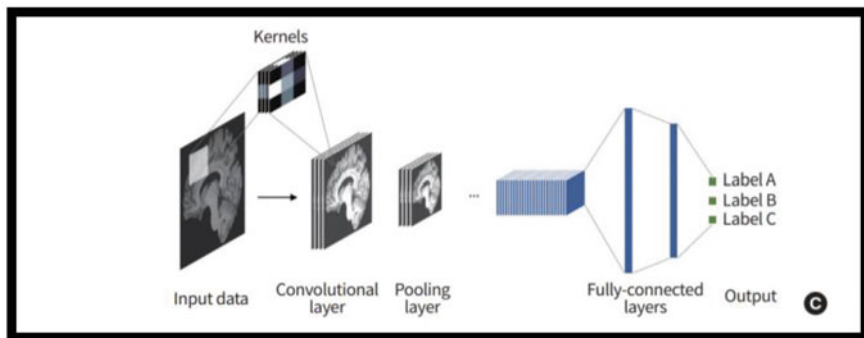 Kernels
...
Label A
Label B
Label C
Input data
Convolutional
layer
Pooling
layer
Fully-connected
layers
Output
C